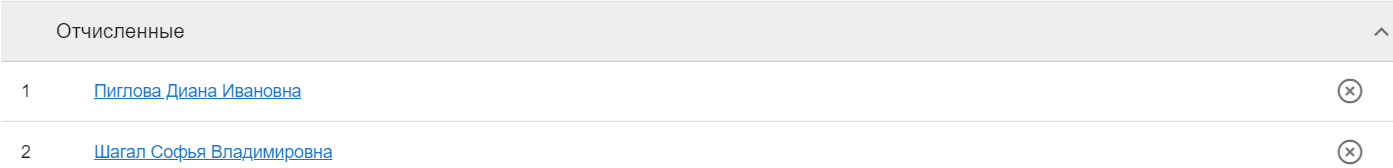 Отчисленные
1 Пиглова Диана Ивановна
2 Шагал Софья Владимировна